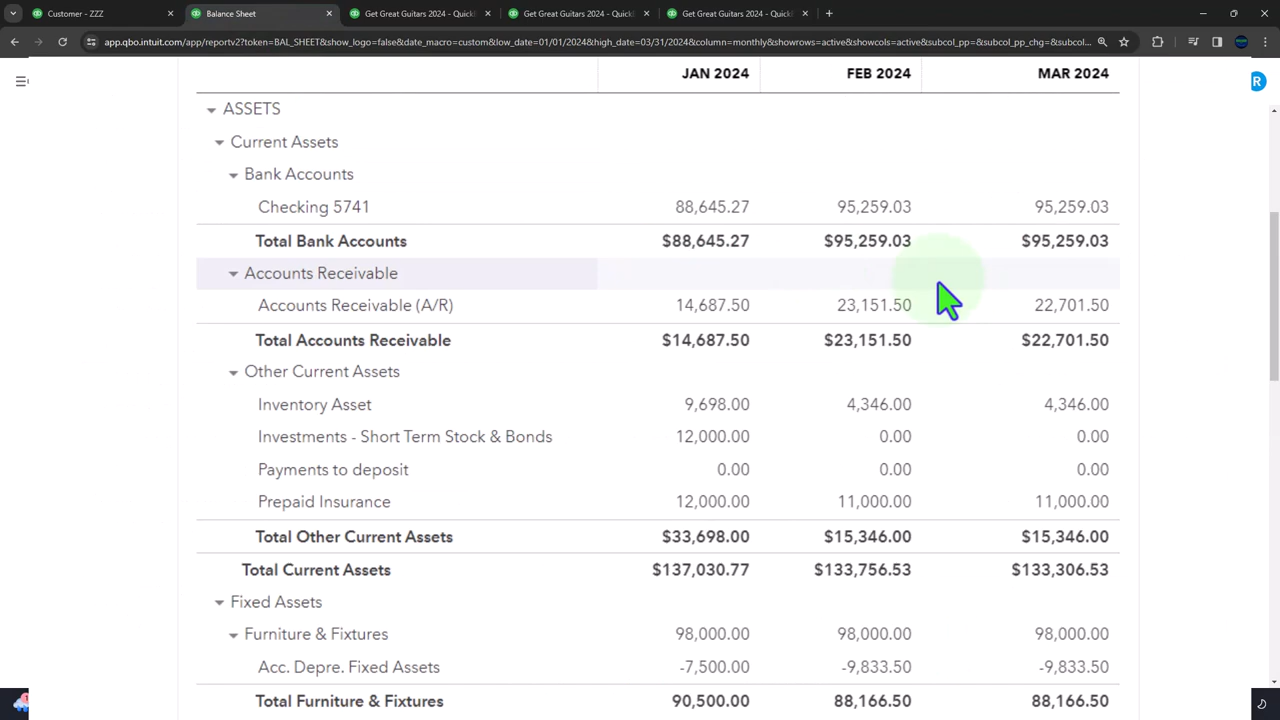 Customer - ZZZ
Balance Sheet
Get Great Guitars 2024 - Quick
Get Great Guitars 2024 - Quick
Get Great Guitars 2024 - Quick
app.qbo.intuit.com/app/reportv2?token=BAL_SHEET&show_logo=false&date_macro=custom&low_date=01/01/2024&high_date=03/31/2024&column=monthly&showrows=active&showcols=active&subcol_pp=&subcol_pp_chg=&subcol...
R
JAN 2024 FEB 2024 MAR 2024
ASSETS
Current Assets
Bank Accounts
Checking 5741 88,645.27 95,259.03 95,259.03
Total Bank Accounts $88,645.27 $95,259.03 $95,259.03
Accounts Receivable
Accounts Receivable (A/R) 14,687.50 23,151.50 22,701.50
Total Accounts Receivable $14,687.50 $23,151.50 $22,701.50
Other Current Assets
Inventory Asset 9,698.00 4,346.00 4,346.00
Investments - Short Term Stock & Bonds 12,000.00 0.00 0.00
Payments to deposit 0.00 0.00 0.00
Prepaid Insurance 12,000.00 11,000.00 11,000.00
Total Other Current Assets $33,698.00 $15,346.00 $15,346.00
Total Current Assets $137,030.77 $133,756.53 $133,306.53
Fixed Assets
Furniture & Fixtures 98,000.00 98,000.00 98,000.00
Acc. Depre. Fixed Assets -7,500.00 -9,833.50 -9,833.50
Total Furniture & Fixtures 90,500.00 88,166.50 88,166.50